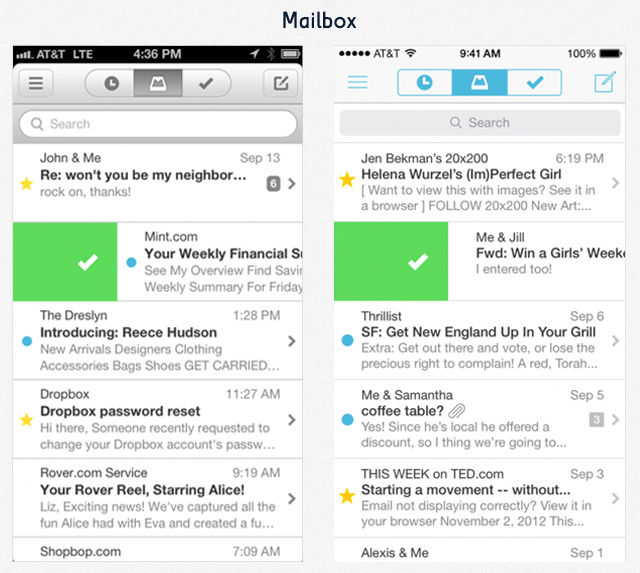 Mailbox
AT&T LTE 4:36 PM
Search
John & Me Sep 13
Re: won't you be my neighbor...
rock on, thanks! 6
Mint.com
Your Weekly Financial Su
See My Overview Find Savin
Weekly Summary For Friday
The Dreslyn 1:28 PM
Introducing: Reece Hudson
New Arrivals Designers Clothing
Accessories Bags Shoes GET CARRIED...
Dropbox 11:27 AM
Dropbox password reset
Hi there, Someone recently requested to
change your Dropbox account's passw...
Rover.com Service 9:19 AM
Your Rover Reel, Starring Alice!
Liz, Exciting news! We've captured all the
fun Alice had with Eva and created a fu...
Shopbop.com 7:09 AM
AT&T 9:41 AM 100%
Search
Jen Bekman's 20x200 6:19 PM
Helena Wurzel's (Im)Perfect Girl
[ Want to view this with images? See it in
a browser ] FOLLOW 20x200 New Art:...
Me & Jill
Fwd: Win a Girls' Weeke
I entered too!
Thrillist Sep 6
SF: Get New England Up In Your Grill
Extra: Get out there and vote, or lose the
precious right to complain! A red, Torah...
Me & Samantha Sep 5
coffee table?
Yes! Since he's local he offered a 3
discount, so I thing we're going to...
THIS WEEK on TED.com Sep 3
Starting a movement -- without...
Email not displaying correctly? View it in
your browser November 2, 2012 This...
Alexis & Me Sep 1